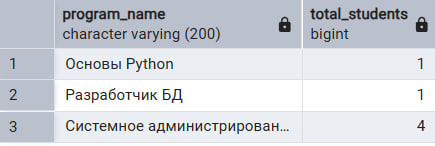 program_name total_students
character varying (200) bigint
1 Основы Python 1
2 Разработчик БД 1
3 Системное администрирован... 4